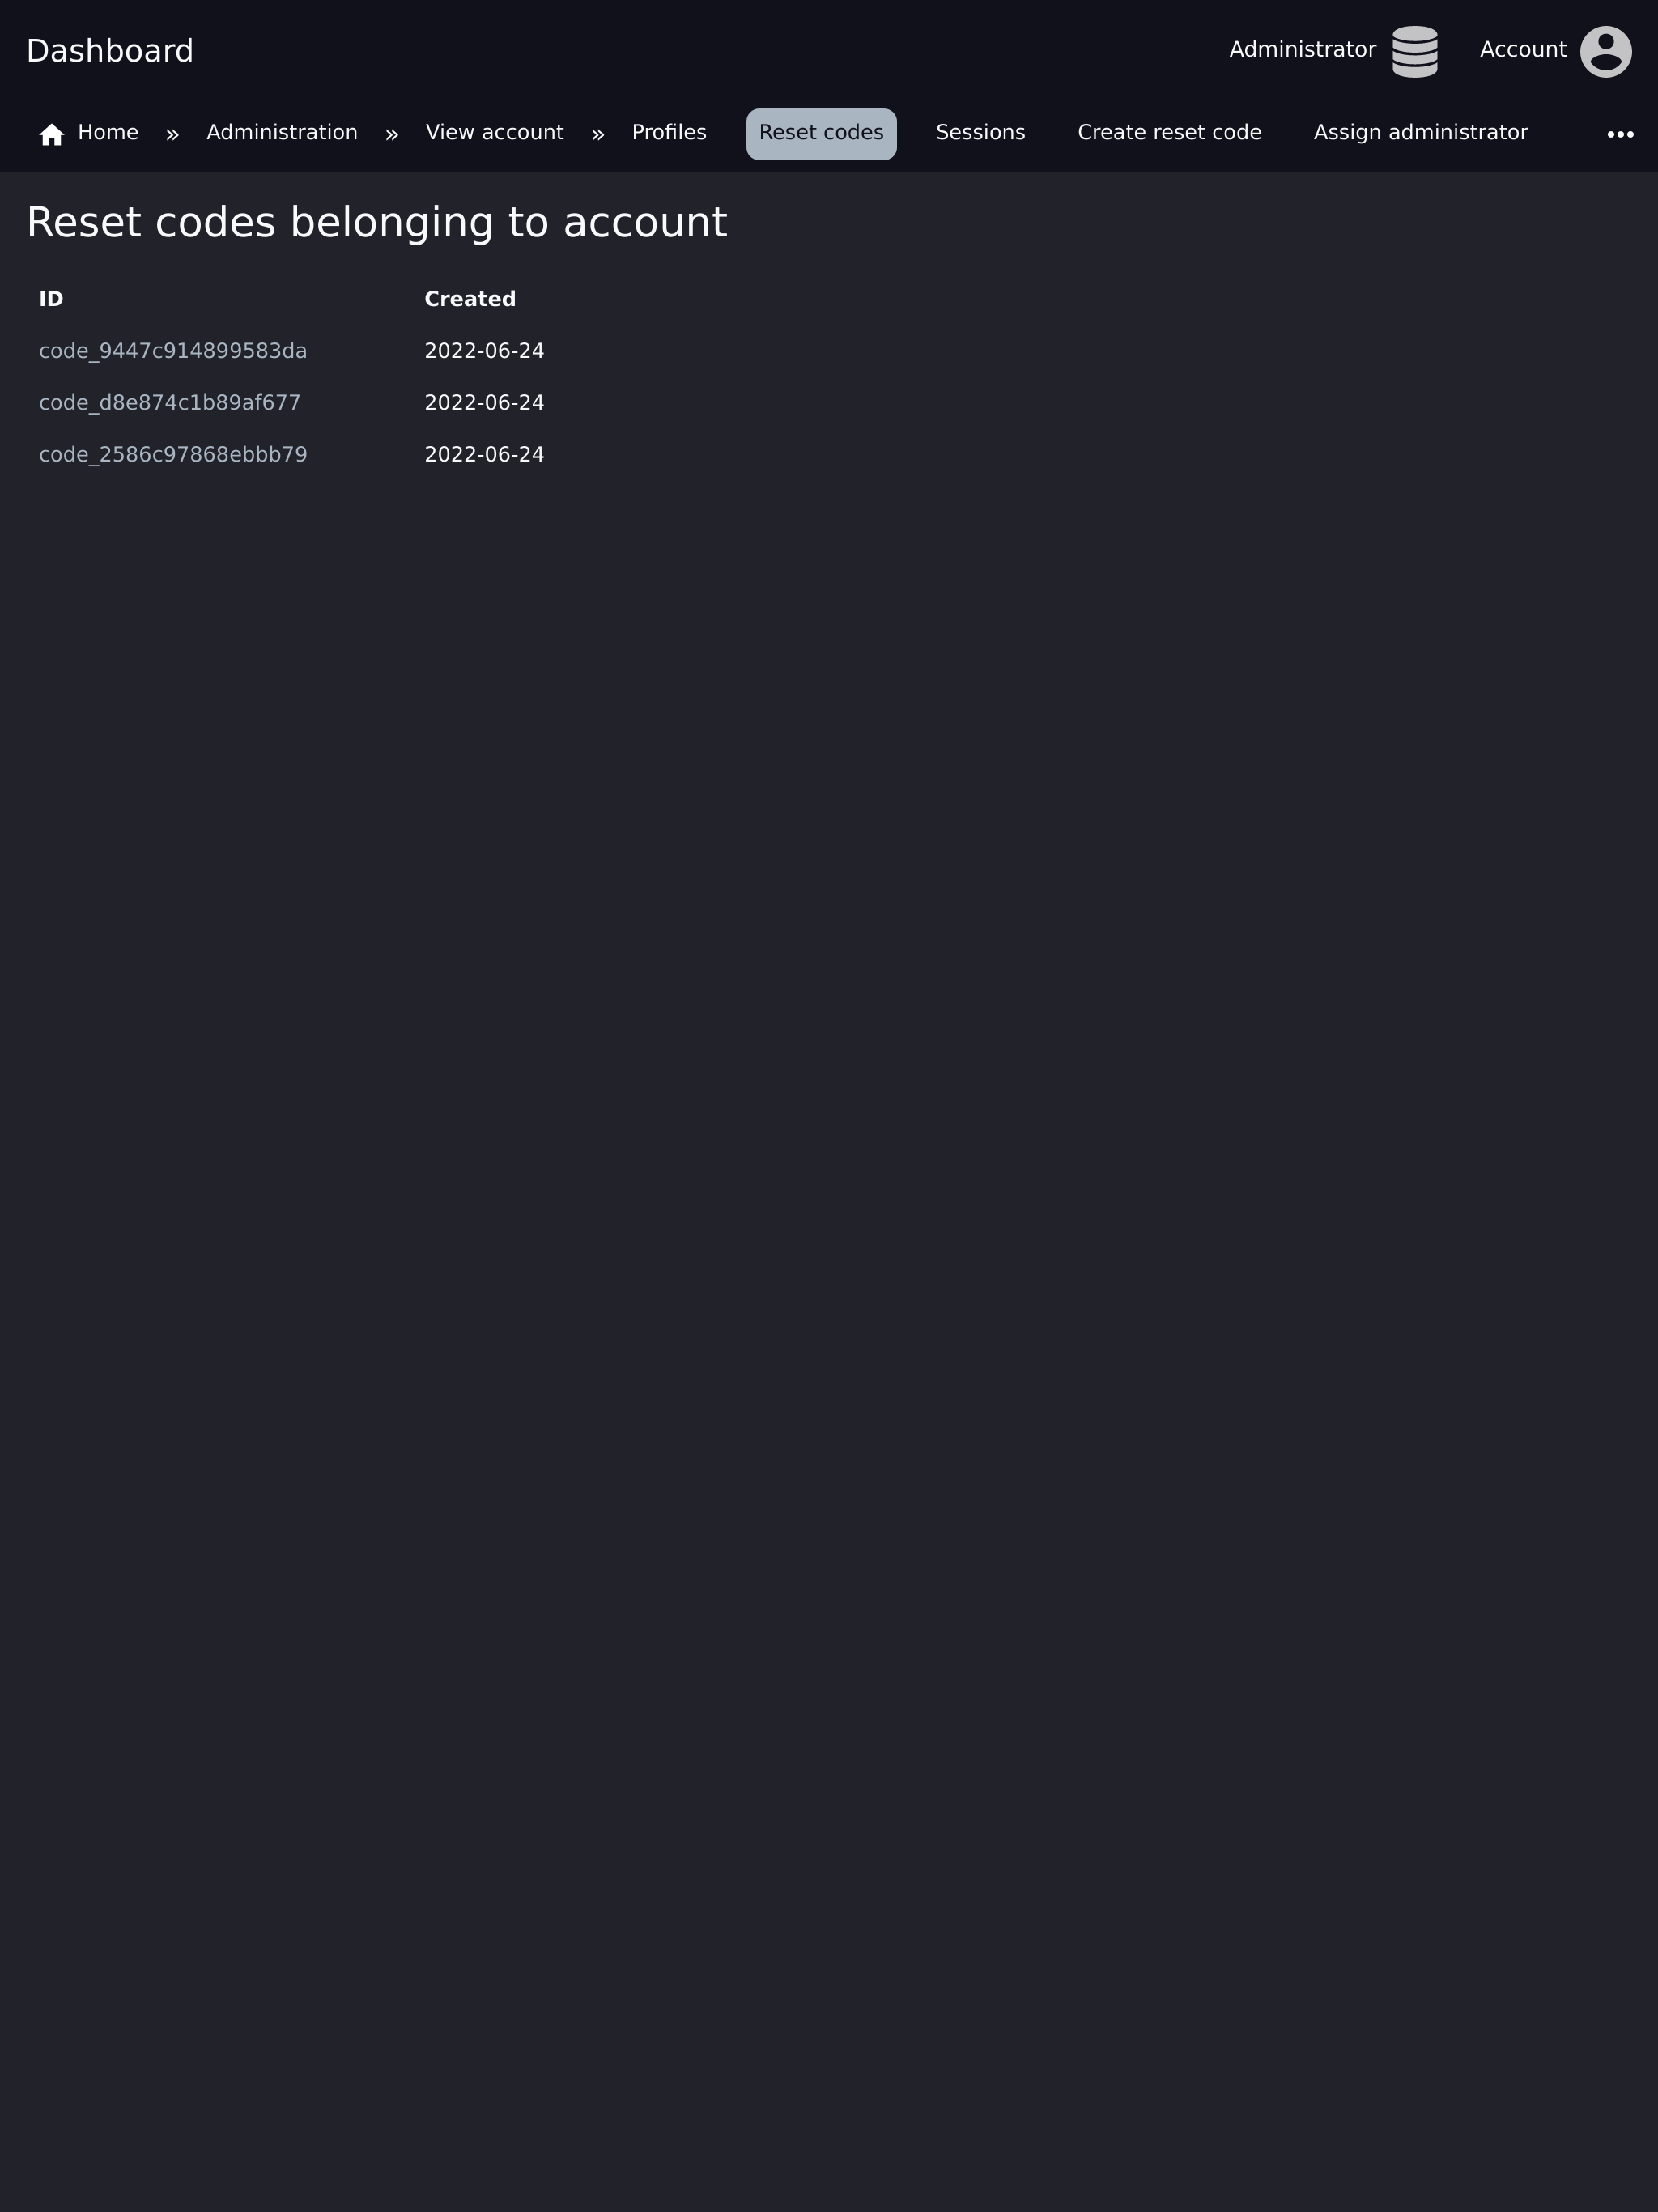 Dashboard
Administrator
Account
Home » Administration » View account » Profiles Reset codes Sessions Create reset code Assign administrator •••
Reset codes belonging to account
ID Created
code_9447c914899583da 2022-06-24
code_d8e874c1b89af677 2022-06-24
code_2586c97868ebbb79 2022-06-24